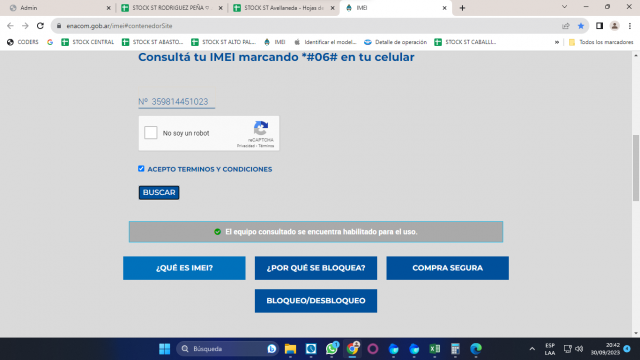 Admin
STOCK ST RODRIGUEZ PEÑA
STOCK ST Avellaneda - Hojas de
IMEI
enacom.gob.ar/imei#contenedorSite
CODERS
STOCK CENTRAL
STOCK ST ABASTO...
STOCK ST ALTO PAL...
IMEI
Identificar el model...
Detalle de operación
STOCK ST CABALLI...
Todos los marcadores
Consultá tu IMEI marcando *#06# en tu celular
Nº 359814451023
No soy un robot
reCAPTCHA
Privacidad - Términos
ACEPTO TERMINOS Y CONDICIONES
BUSCAR
El equipo consultado se encuentra habilitado para el uso.
¿QUÉ ES IMEI?
¿POR QUÉ SE BLOQUEA?
COMPRA SEGURA
BLOQUEO/DESBLOQUEO
Búsqueda
ESP
LAA
20:42
30/09/2023